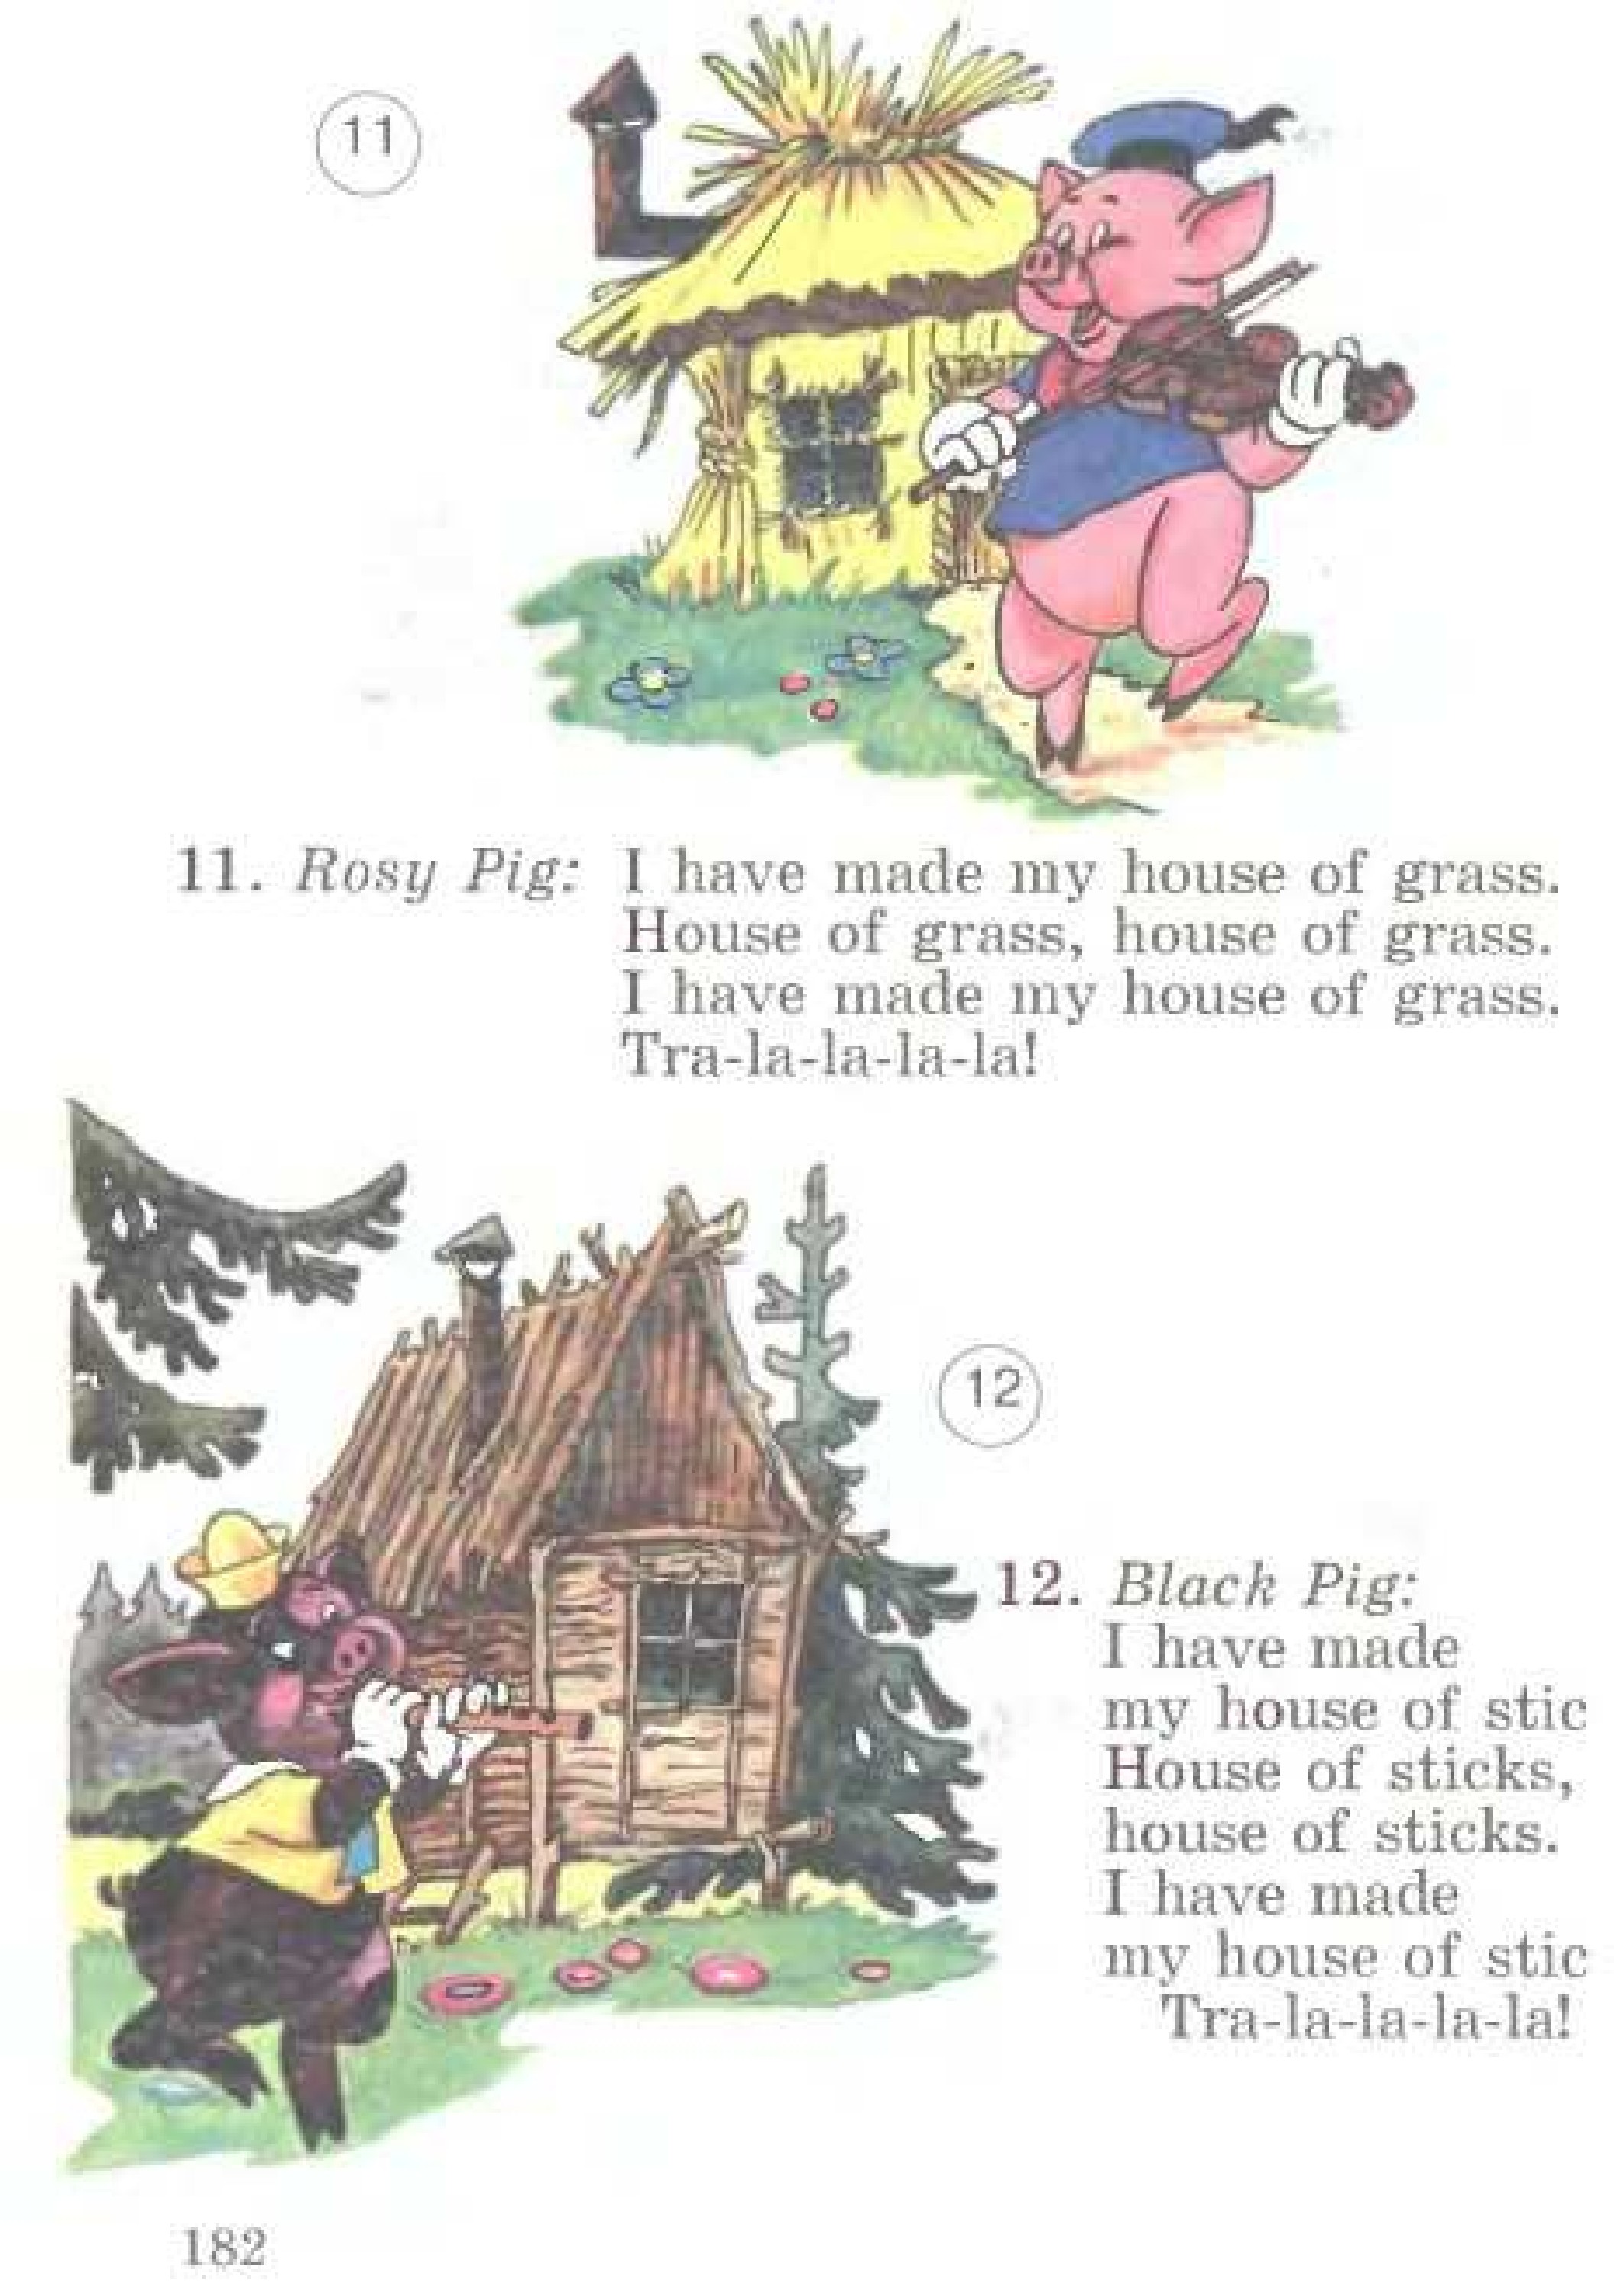 11
11. Rosy Pig: I have made my house of grass.
House of grass, house of grass.
I have made my house of grass.
Tra-la-la-la-la!
12
12. Black Pig:
I have made
my house of stic
House of sticks,
house of sticks.
I have made
my house of stic
Tra-la-la-la-la!
182